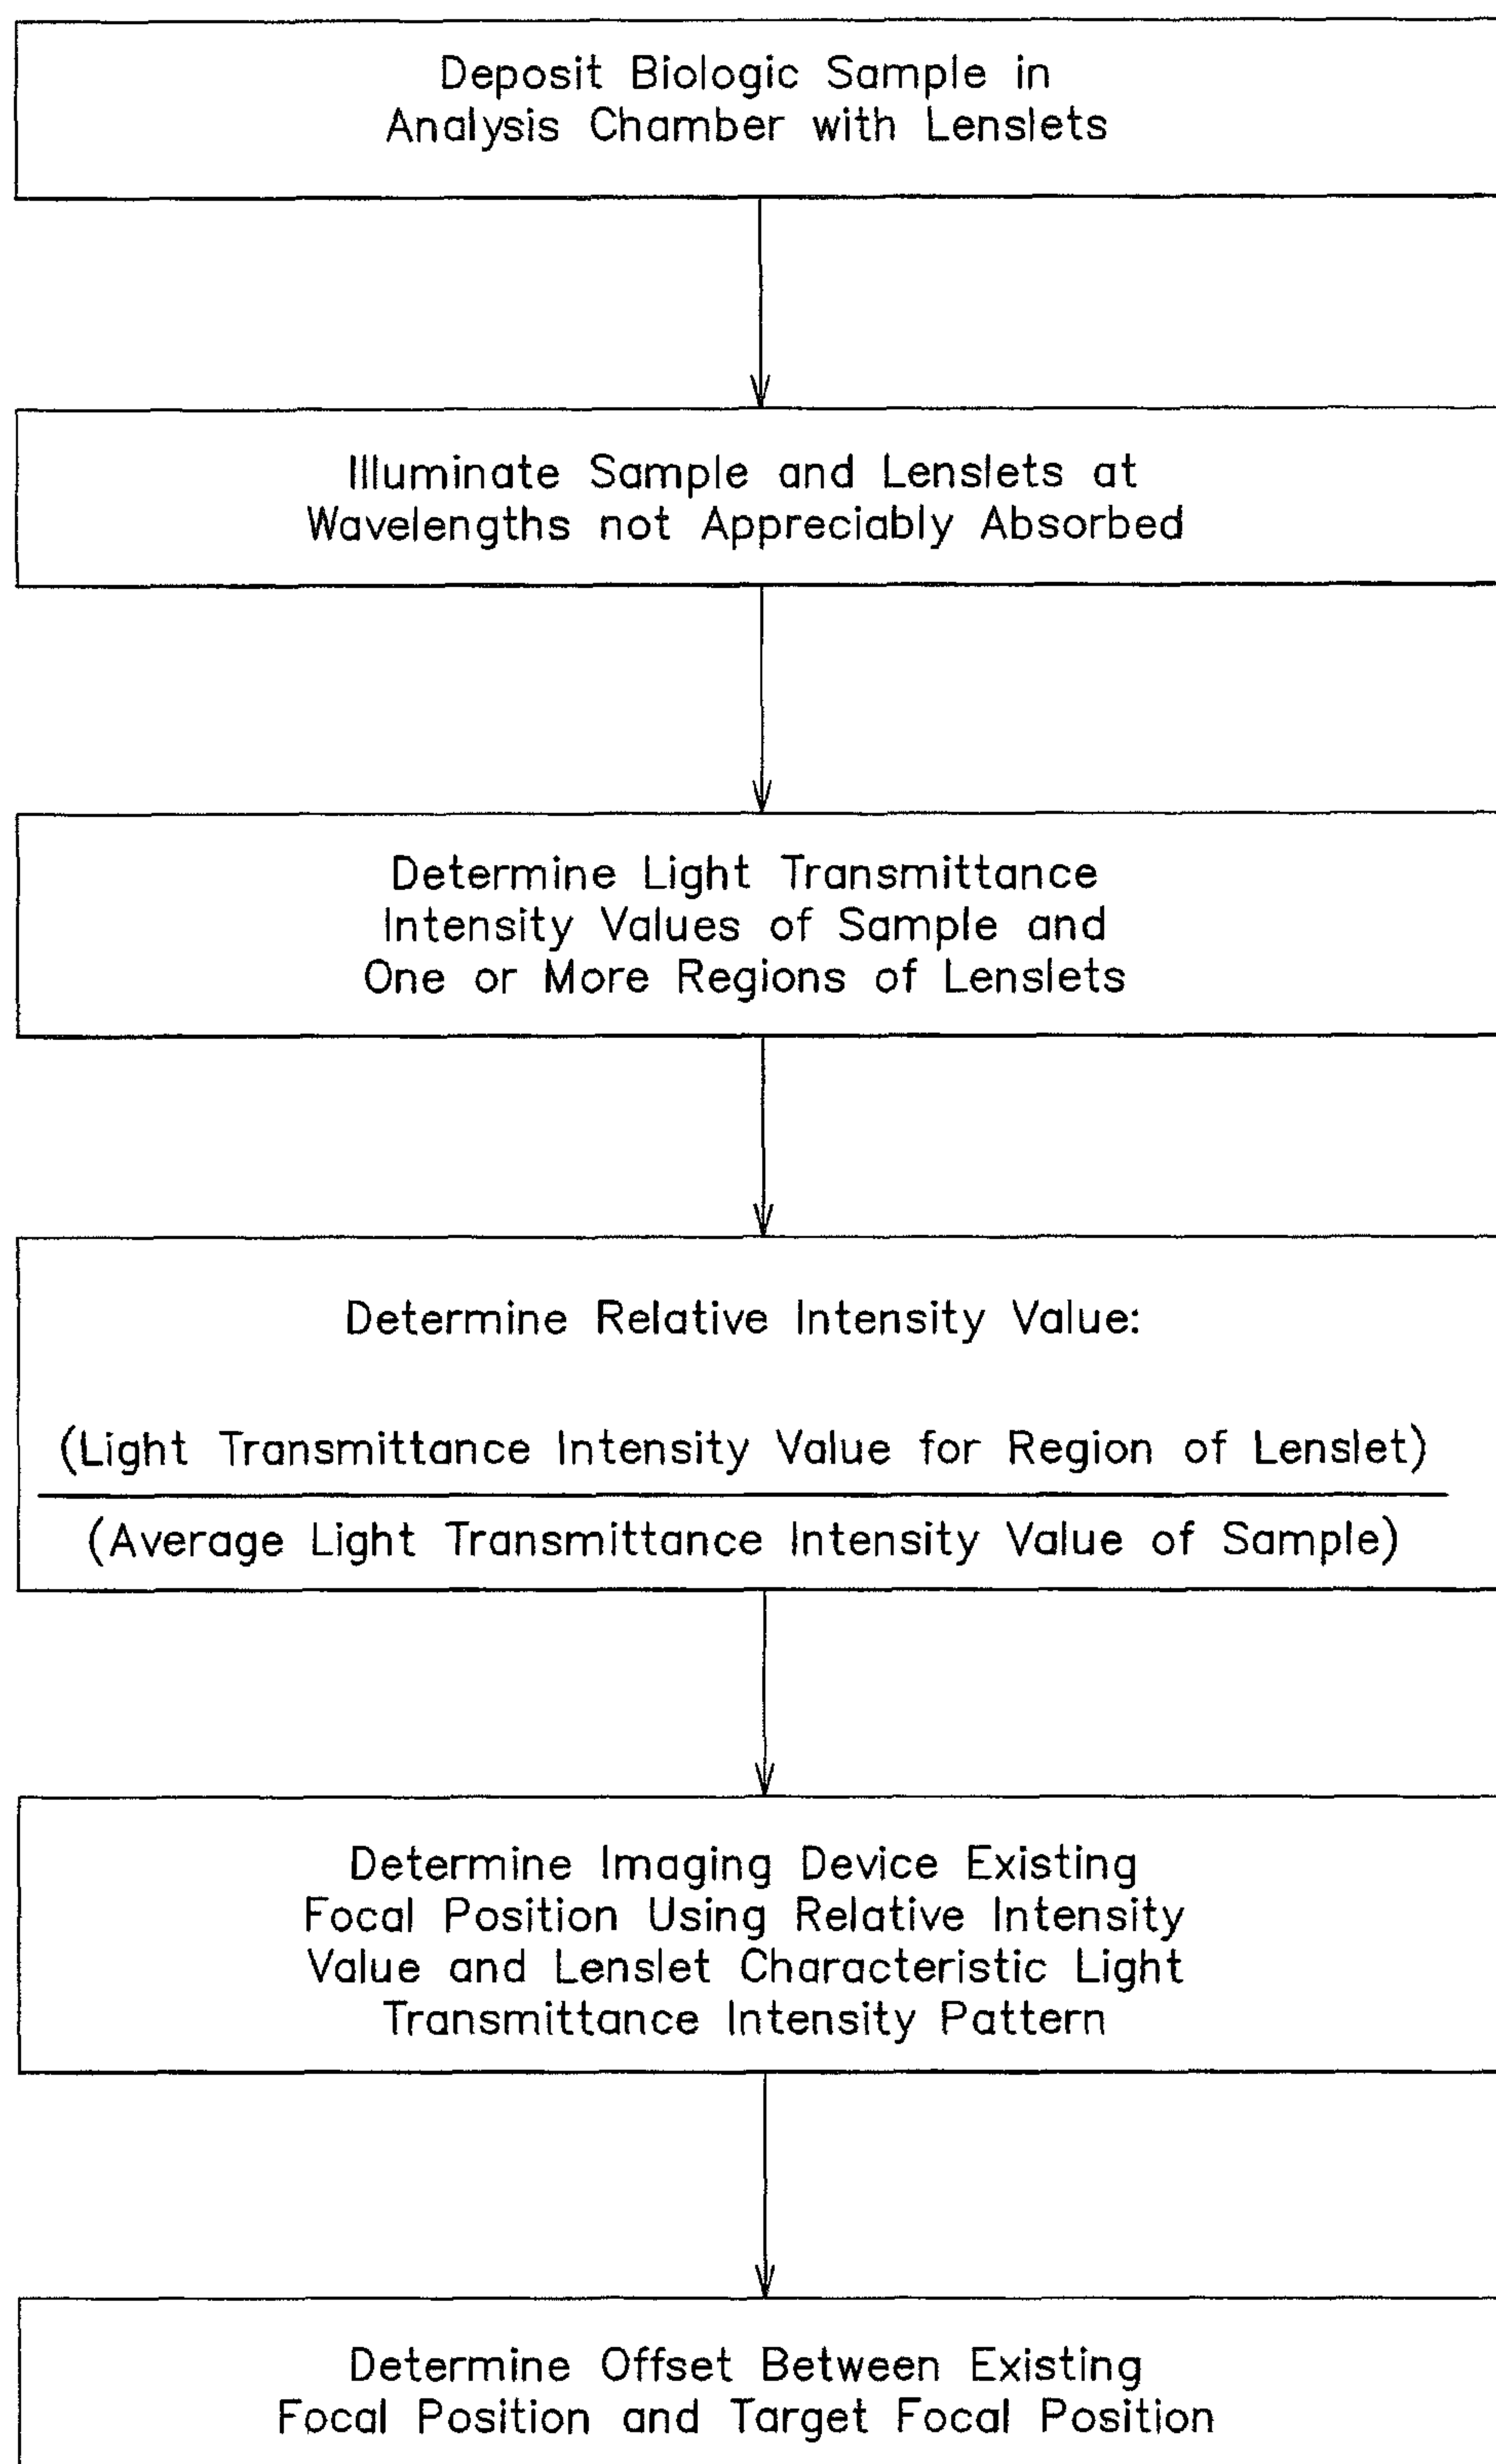 Deposit Biologic Sample in
Analysis Chamber with Lenslets
Illuminate Sample and Lenslets at
Wavelengths not Appreciably Absorbed
Determine Light Transmittance
Intensity Values of Sample and
One or More Regions of Lenslets
Determine Relative Intensity Value:
(Light Transmittance Intensity Value for Region of Lenslet)
(Average Light Transmittance Intensity Value of Sample)
Determine Imaging Device Existing
Focal Position Using Relative Intensity
Value and Lenslet Characteristic Light
Transmittance Intensity Pattern
Determine Offset Between Existing
Focal Position and Target Focal Position